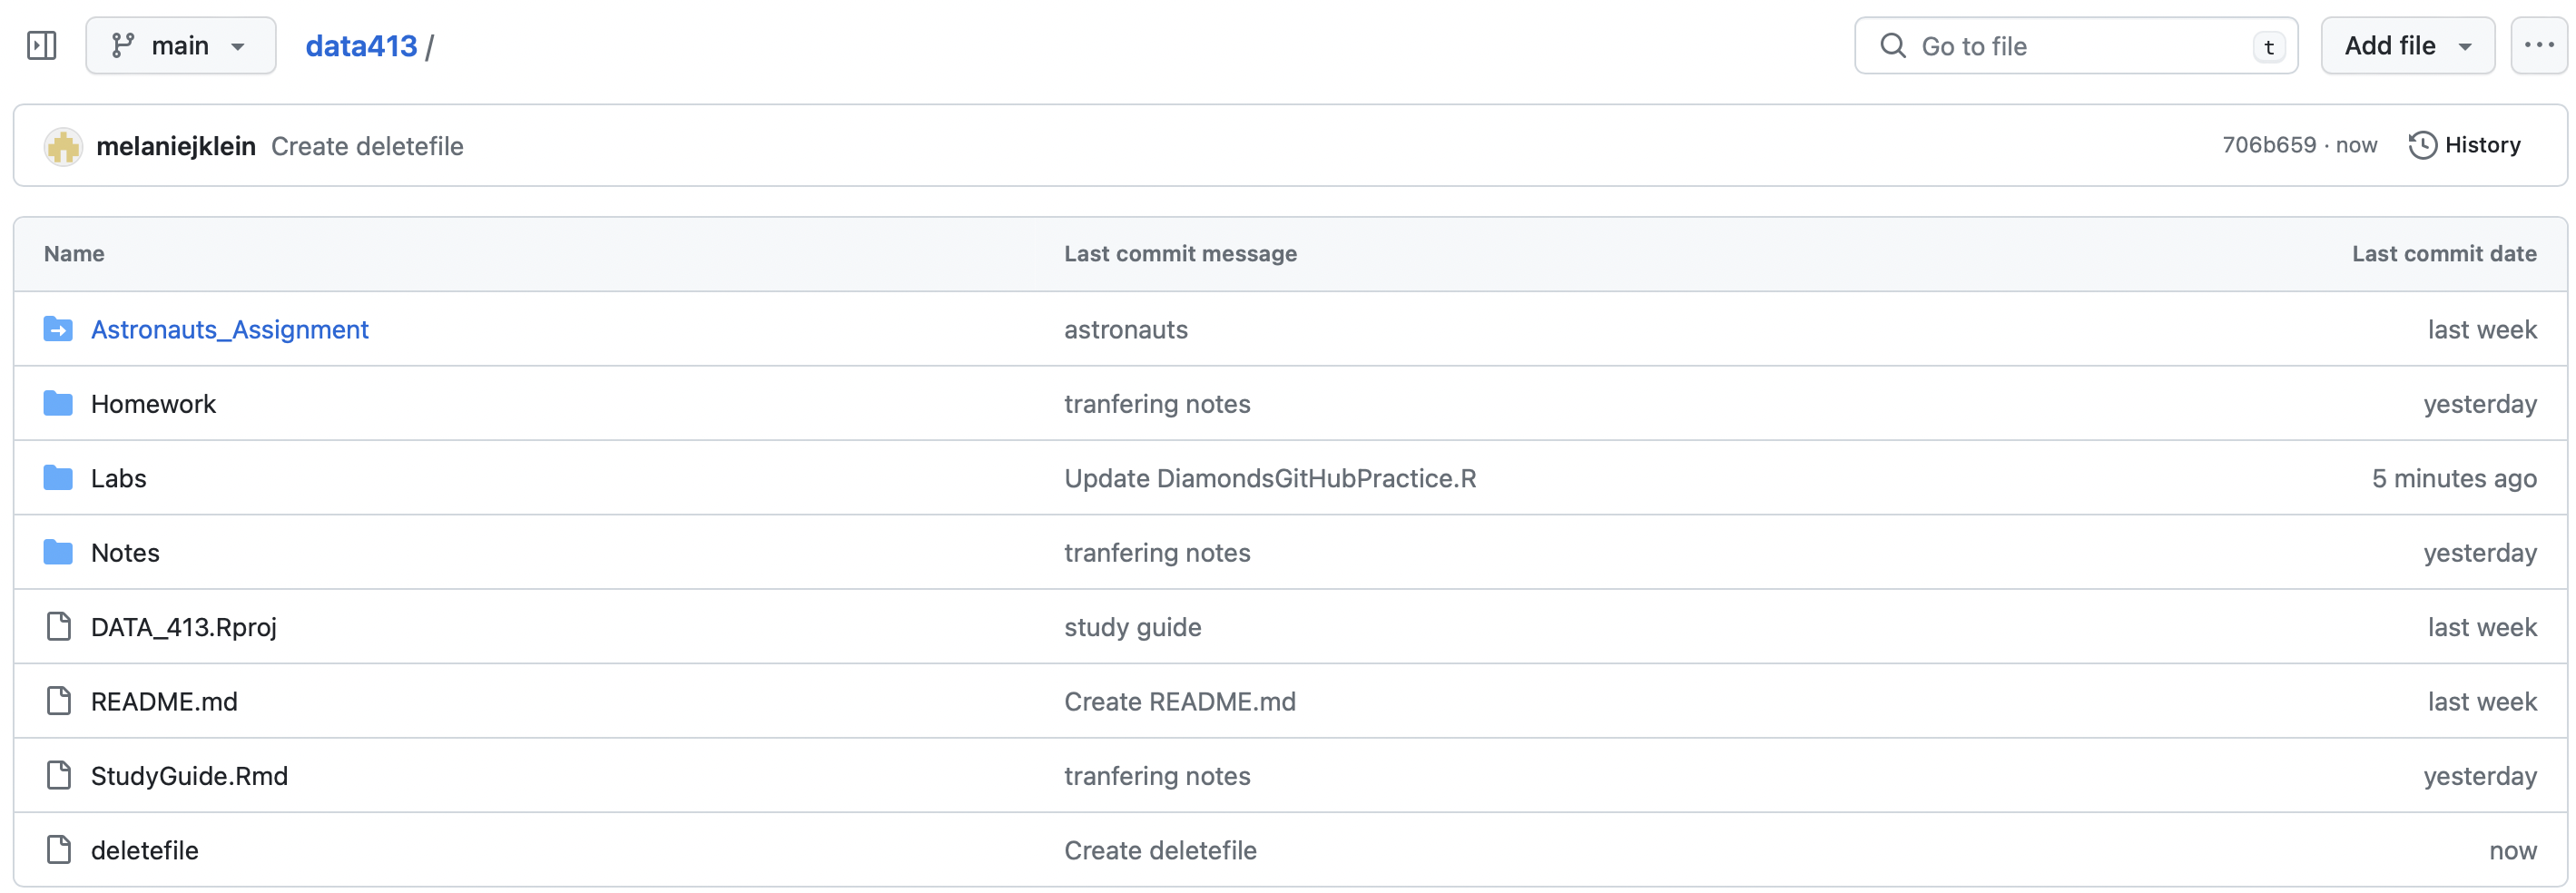 main data413 / Go to file t Add file ...
melaniejklein Create deletefile 706b659 · now History
Name Last commit message Last commit date
Astronauts_Assignment astronauts last week
Homework tranfering notes yesterday
Labs Update DiamondsGitHubPractice.R 5 minutes ago
Notes tranfering notes yesterday
DATA_413.Rproj study guide last week
README.md Create README.md last week
StudyGuide.Rmd tranfering notes yesterday
deletefile Create deletefile now